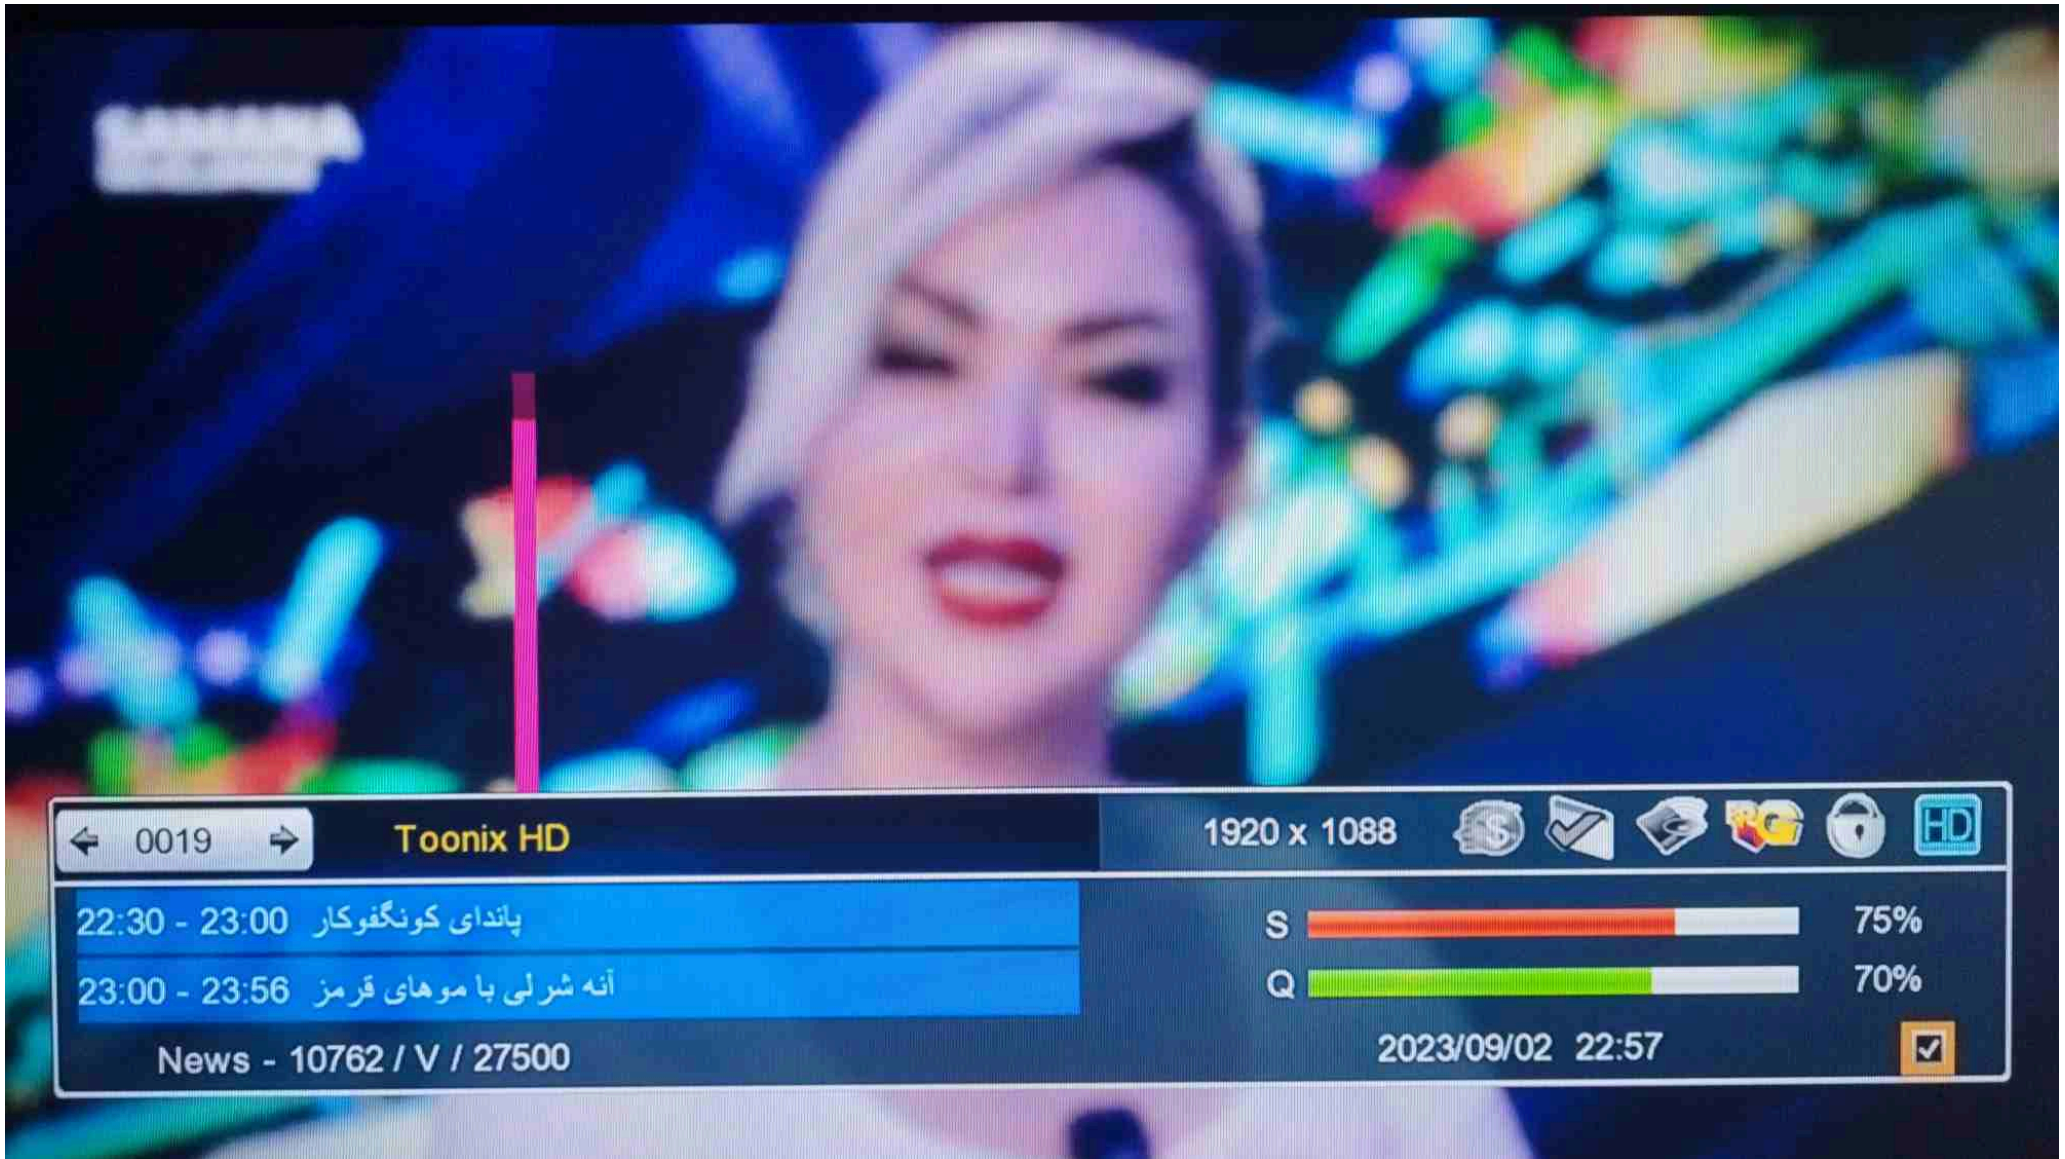 0019 Toonix HD 1920 x 1088 HD
22:30 - 23:00 پاندای کونگفوکار
S 75%
23:00 - 23:56 آنه شرلی با موهای قرمز
Q 70%
News - 10762 / V / 27500 2023/09/02 22:57